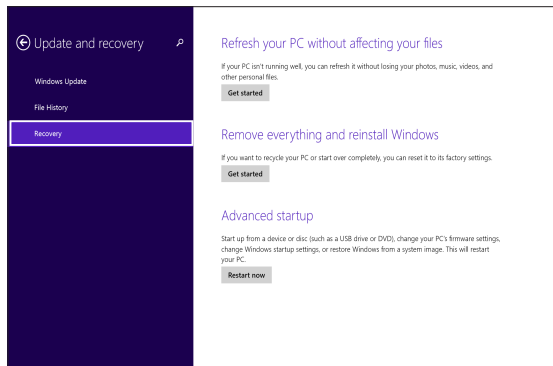 Update and recovery
Windows Update
File History
Recovery
Refresh your PC without affecting your files
If your PC isn't running well, you can refresh it without losing your photos, music, videos, and
other personal files.
Get started
Remove everything and reinstall Windows
If you want to recycle your PC or start over completely, you can reset it to its factory settings.
Get started
Advanced startup
Start up from a device or disc (such as a USB drive or DVD), change your PC's firmware settings,
change Windows startup settings, or restore Windows from a system image. This will restart
your PC.
Restart now